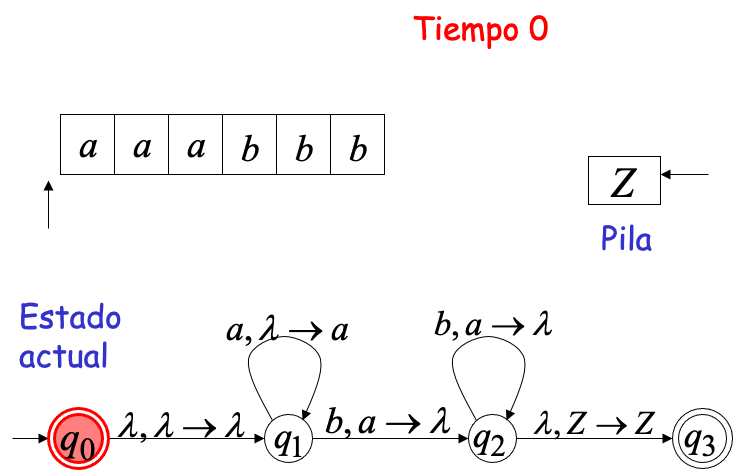 Tiempo 0
a a a b b b
Z
Pila
Estado
actual
a, λ → a
b, a → λ
q₀
λ, λ → λ
q₁
b, a → λ
q₂
λ, Z → Z
q₃